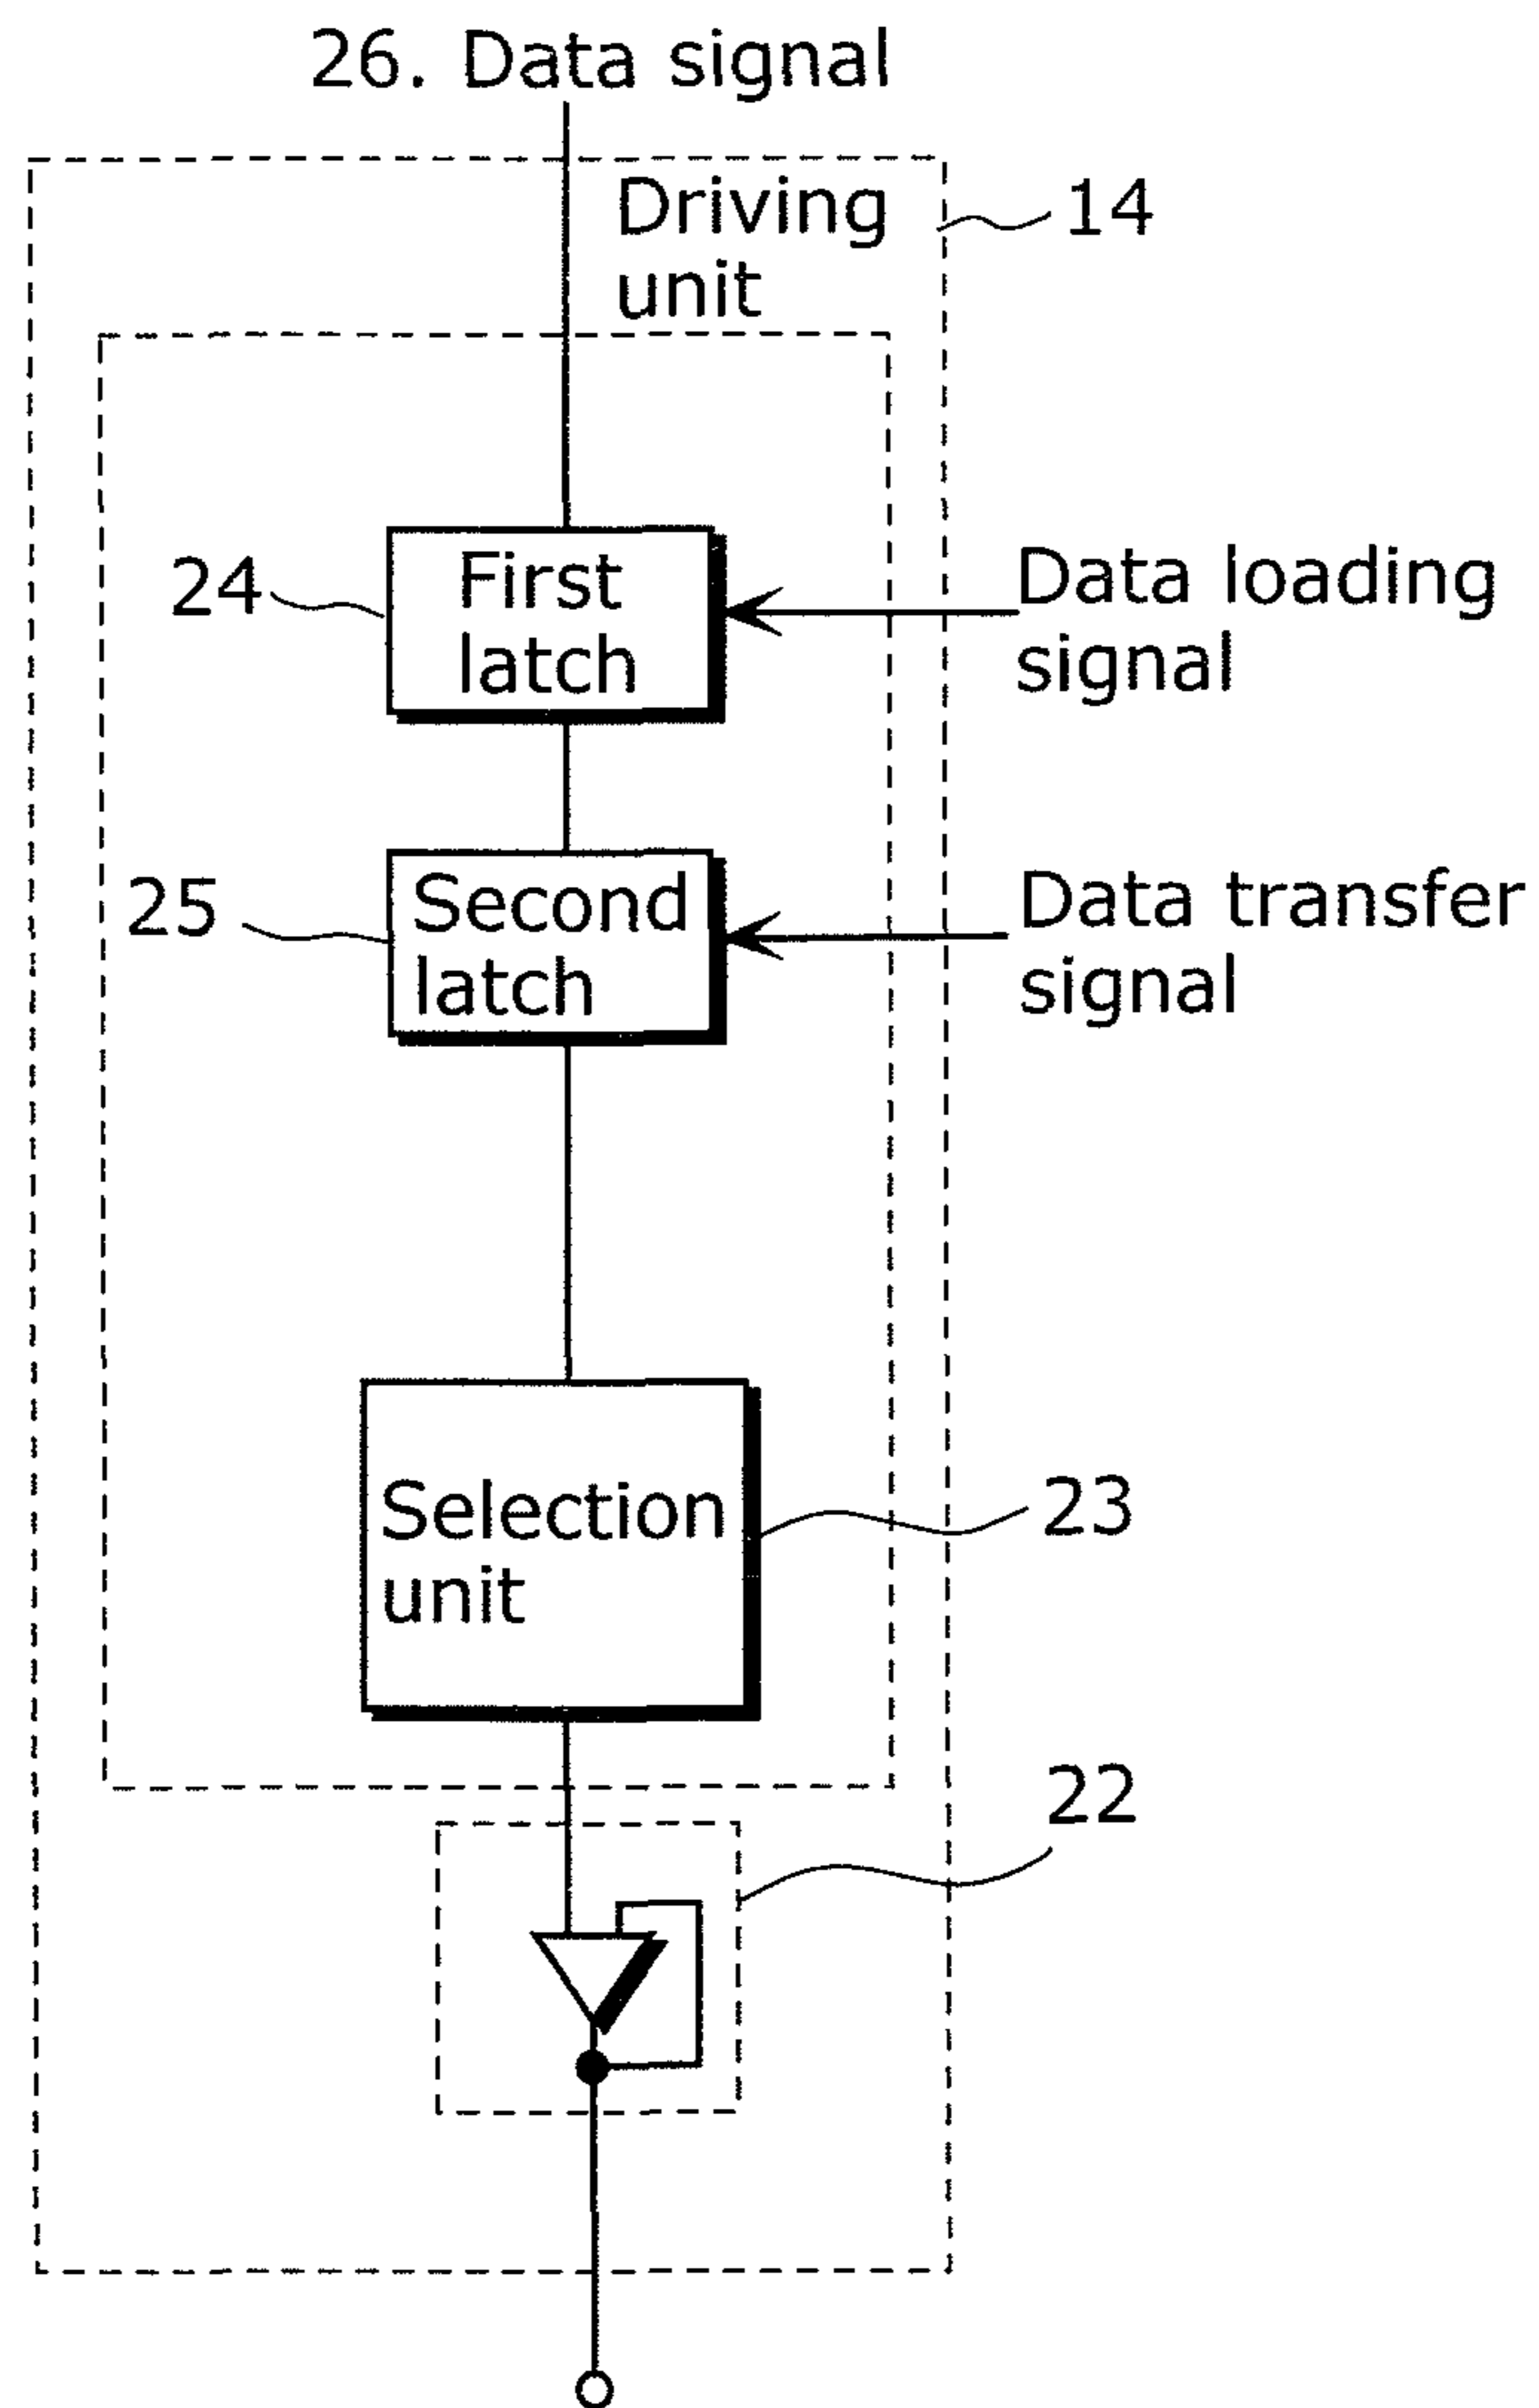 26. Data signal
Driving
unit
14
24
First
latch
Data loading
signal
25
Second
latch
Data transfer
signal
Selection
unit
23
22